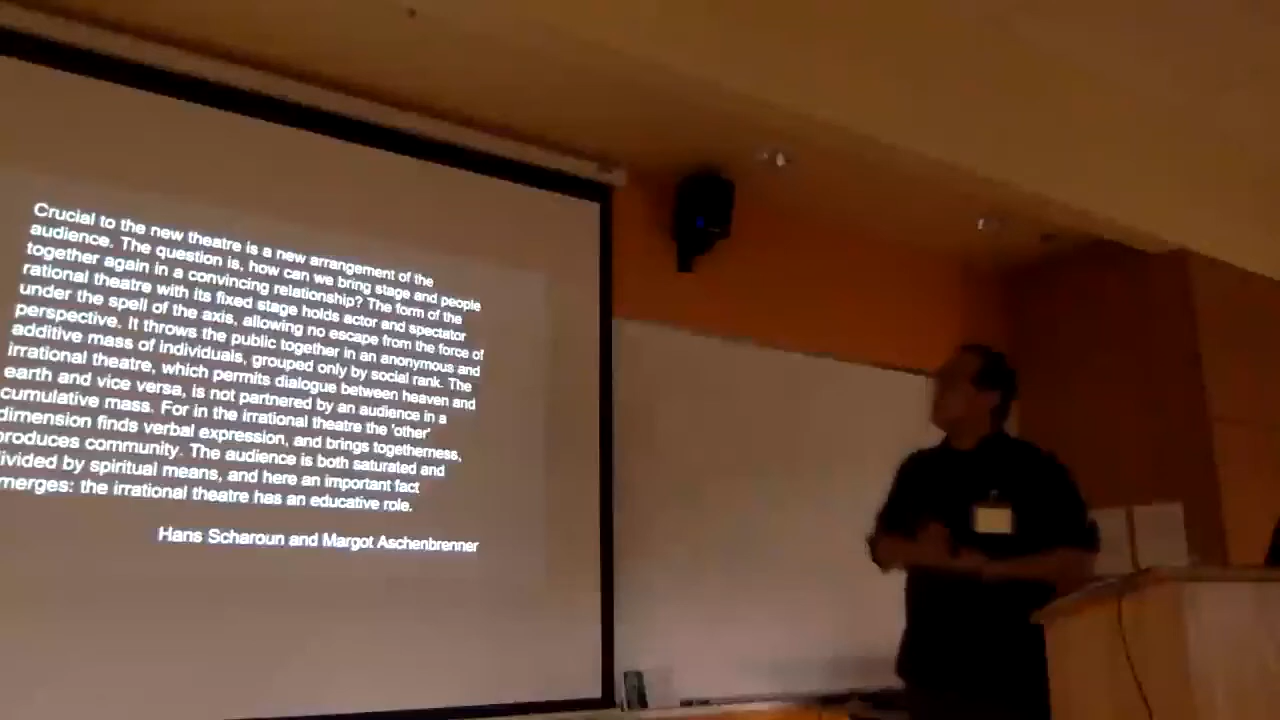 Crucial to the new theatre is a new arrangement of the
audience. The question is, how can we bring stage and people
together again in a convincing relationship? The form of the
rational theatre with its fixed stage holds actor and spectator
under the spell of the axis, allowing no escape from the force of
perspective. It throws the public together in an anonymous and
additive mass of individuals, grouped only by social rank. The
irrational theatre, which permits dialogue between heaven and
earth and vice versa, is not partnered by an audience in a
cumulative mass. For in the irrational theatre the 'other'
dimension finds verbal expression, and brings togetherness,
produces community. The audience is both saturated and
ivided by spiritual means, and here an important fact
merges: the irrational theatre has an educative role.
Hans Scharoun and Margot Aschenbrenner